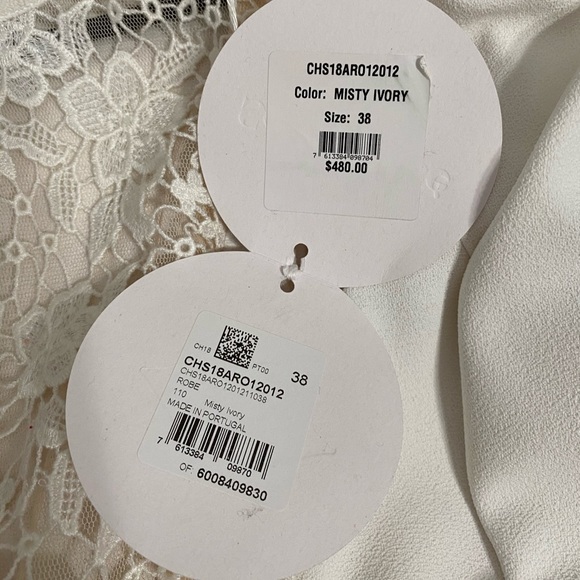 CHS18ARO12012
Color: MISTY IVORY
Size: 38
7 613384 098704
$480.00
CH18 PT00 38
CHS18ARO12012
CHS18ARO1201211038
ROBE
110 Misty Ivory
MADE IN PORTUGAL
7 613384 09870
OF: 6008409830